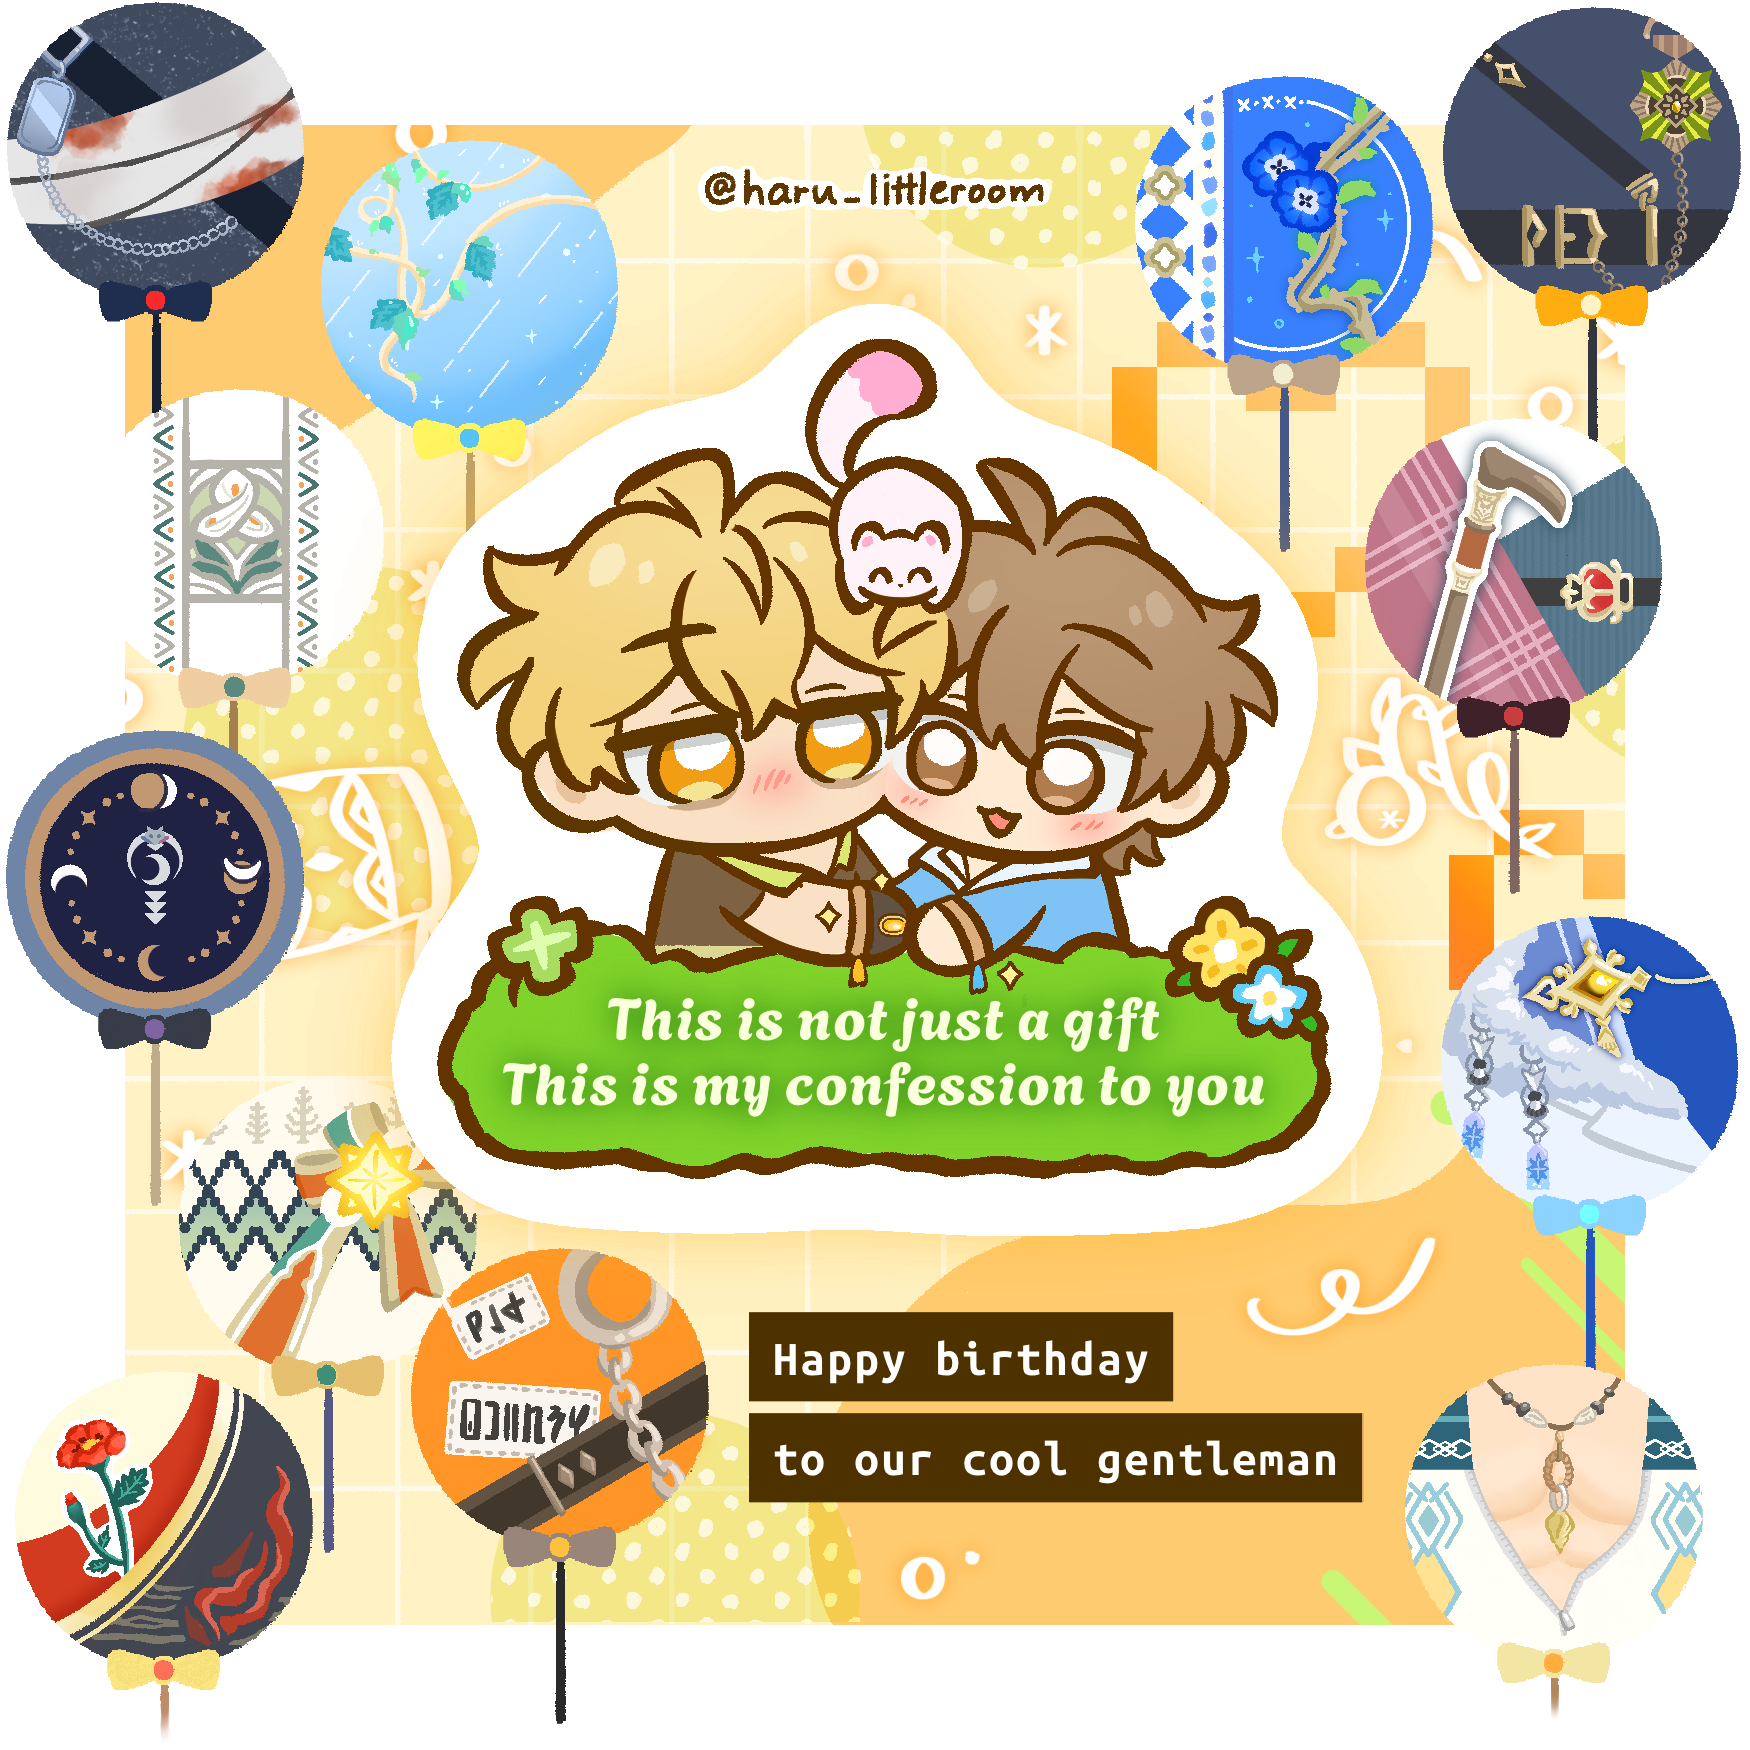 @haru_littleroom
This is not just a gift
This is my confession to you
Happy birthday
to our cool gentleman